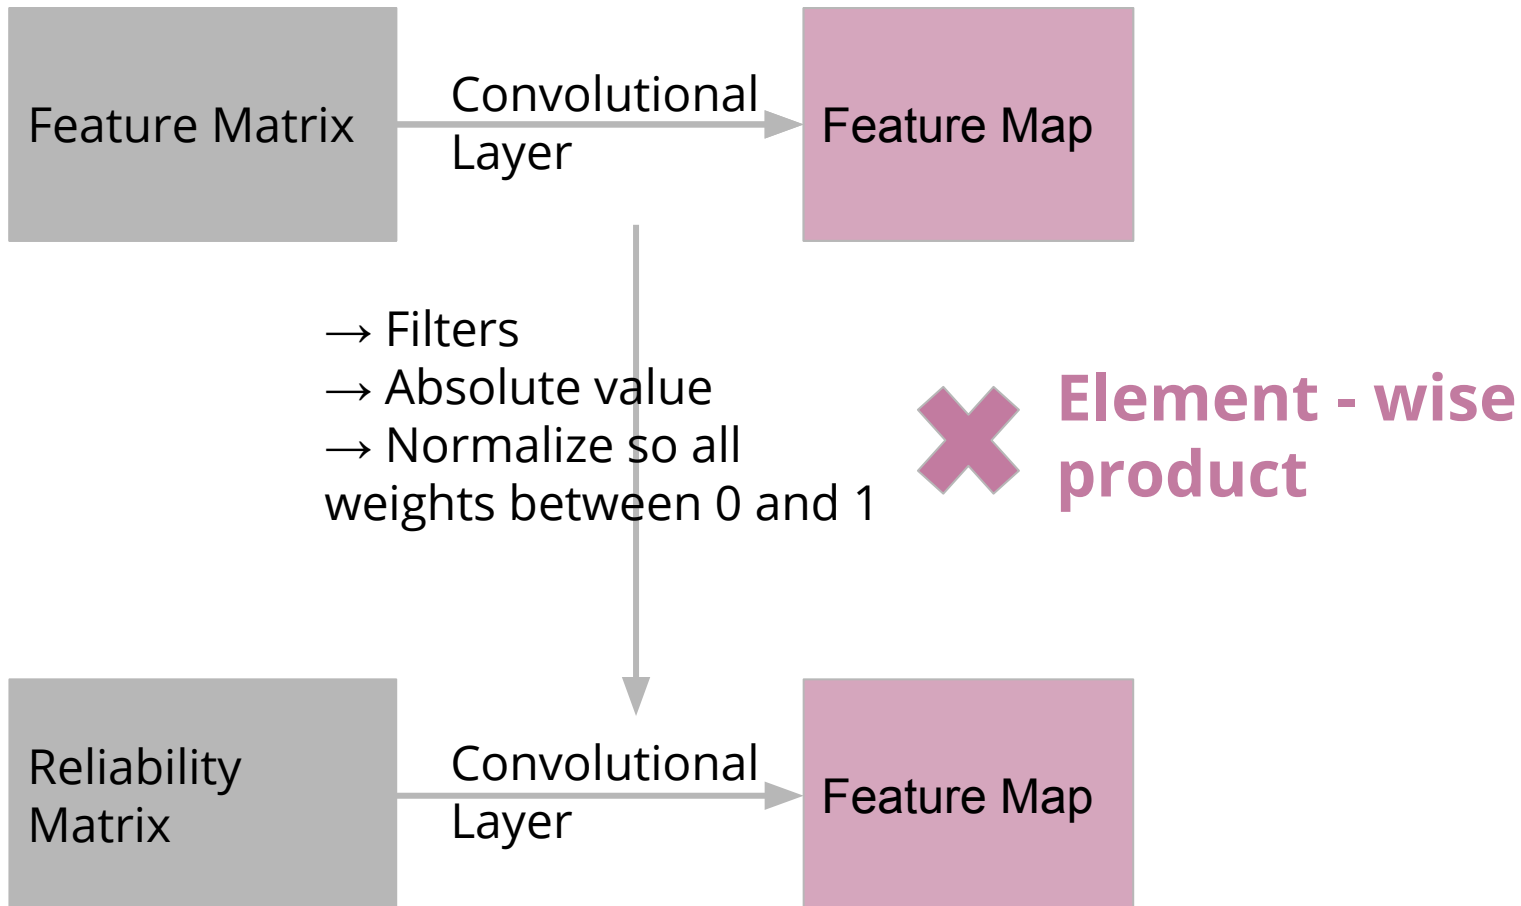 Feature Matrix
Convolutional
Layer
Feature Map
→ Filters
→ Absolute value
→ Normalize so all
weights between 0 and 1
Element - wise
product
Reliability
Matrix
Convolutional
Layer
Feature Map